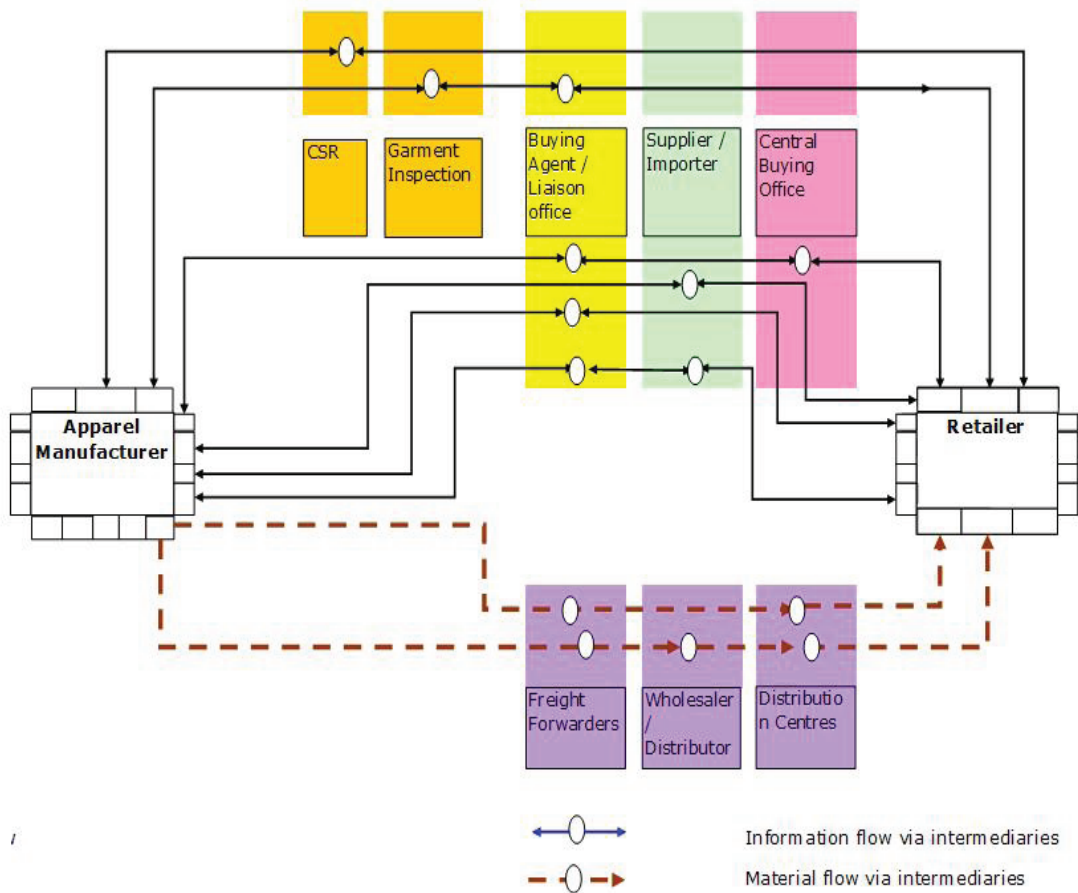 CSR
Garment
Inspection
Buying
Agent /
Liaison
office
Supplier /
Importer
Central
Buying
Office
Apparel
Manufacturer
Retailer
Freight
Forwarders
Wholesaler
/
Distributor
Distributio
n Centres
Information flow via intermediaries
Material flow via intermediaries